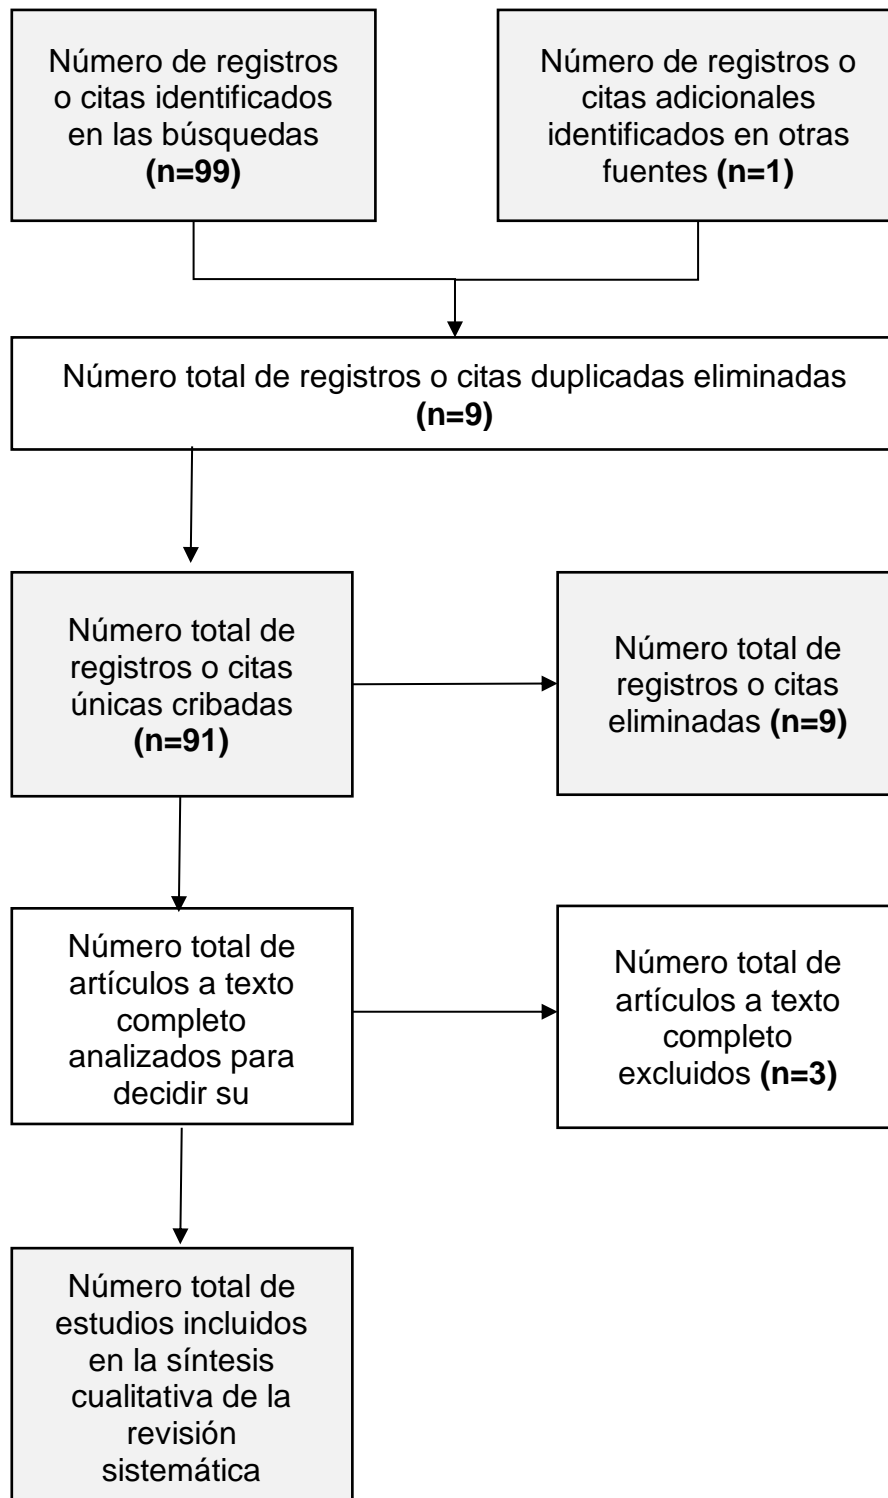 Número de registros
o citas identificados
en las búsquedas
(n=99)
Número de registros o
citas adicionales
identificados en otras
fuentes (n=1)
Número total de registros o citas duplicadas eliminadas
(n=9)
Número total de
registros o citas
únicas cribadas
(n=91)
Número total de
registros o citas
eliminadas (n=9)
Número total de
artículos a texto
completo
analizados para
decidir su
Número total de
artículos a texto
completo
excluidos (n=3)
Número total de
estudios incluidos
en la síntesis
cualitativa de la
revisión
sistemática